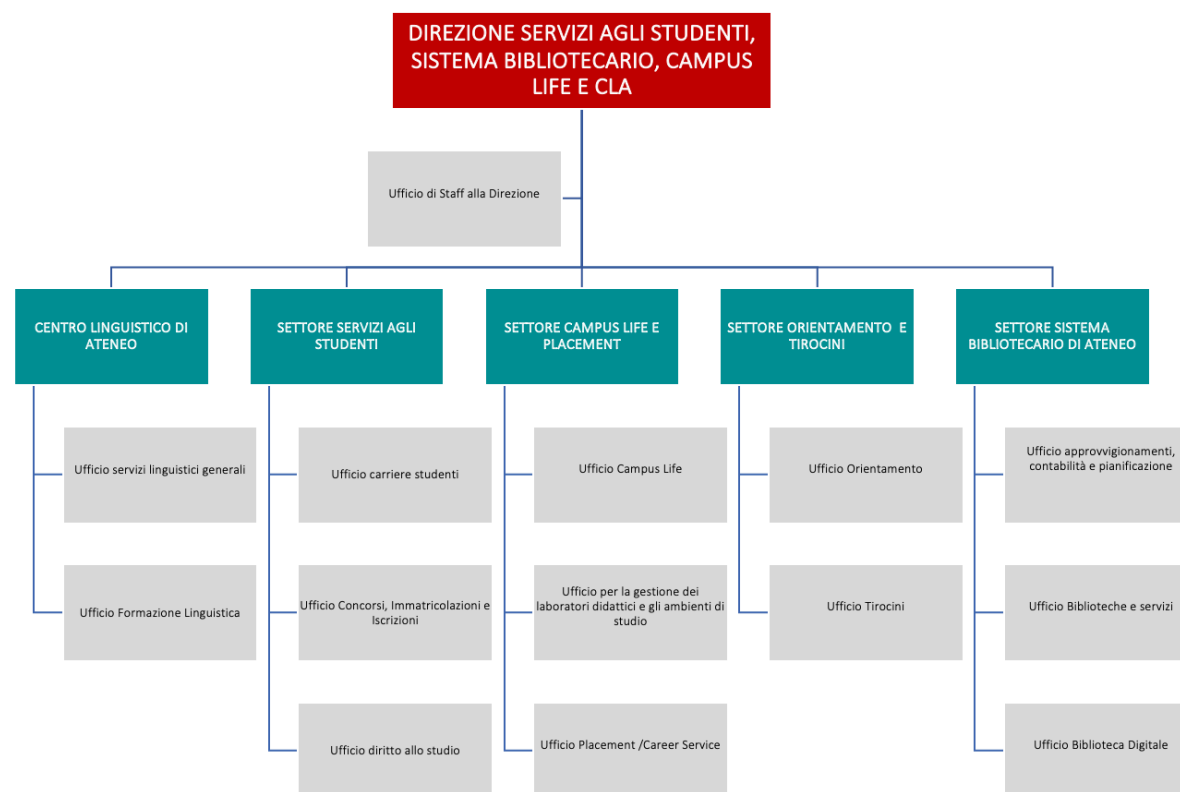 DIREZIONE SERVIZI AGLI STUDENTI,
SISTEMA BIBLIOTECARIO, CAMPUS
LIFE E CLA
Ufficio di Staff alla Direzione
CENTRO LINGUISTICO DI
ATENEO
SETTORE SERVIZI AGLI
STUDENTI
SETTORE CAMPUS LIFE E
PLACEMENT
SETTORE ORIENTAMENTO E
TIROCINI
SETTORE SISTEMA
BIBLIOTECARIO DI ATENEO
Ufficio servizi linguistici generali
Ufficio carriere studenti
Ufficio Campus Life
Ufficio Orientamento
Ufficio approvvigionamenti,
contabilità e pianificazione
Ufficio Formazione Linguistica
Ufficio Concorsi, Immatricolazioni e
Iscrizioni
Ufficio per la gestione dei
laboratori didattici e gli ambienti di
studio
Ufficio Tirocini
Ufficio Biblioteche e servizi
Ufficio diritto allo studio
Ufficio Placement /Career Service
Ufficio Biblioteca Digitale